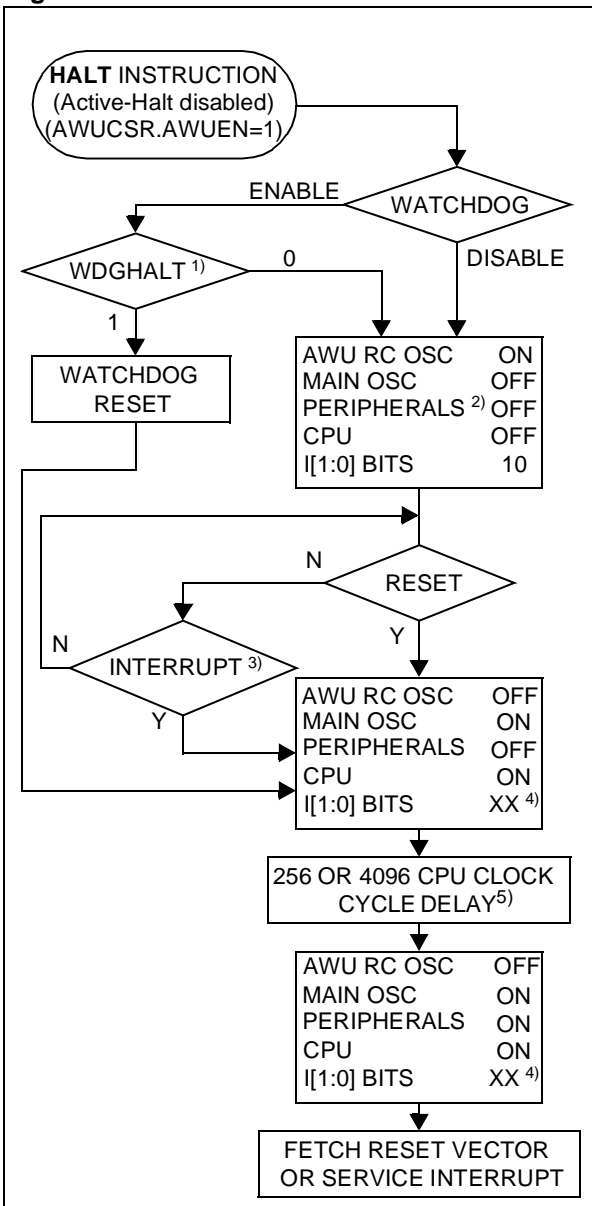 HALT INSTRUCTION
(Active-Halt disabled)
(AWUCSR.AWUEN=1)
ENABLE
WATCHDOG
WDGHALT 1)
0
DISABLE
1
WATCHDOG
RESET
AWU RC OSC ON
MAIN OSC OFF
PERIPHERALS 2) OFF
CPU OFF
I[1:0] BITS 10
N
RESET
N
INTERRUPT 3)
Y
Y
AWU RC OSC OFF
MAIN OSC ON
PERIPHERALS OFF
CPU ON
I[1:0] BITS XX 4)
256 OR 4096 CPU CLOCK
CYCLE DELAY5)
AWU RC OSC OFF
MAIN OSC ON
PERIPHERALS ON
CPU ON
I[1:0] BITS XX 4)
FETCH RESET VECTOR
OR SERVICE INTERRUPT